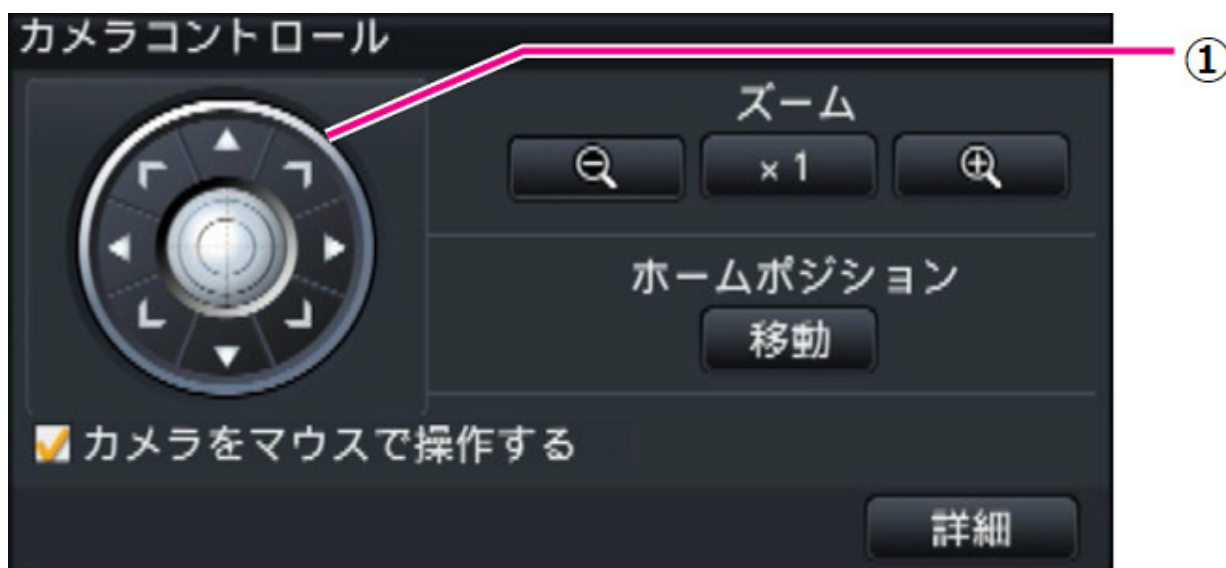 カメラコントロール
①
ズーム
× 1
ホームポジション
移動
カメラをマウスで操作する
詳細